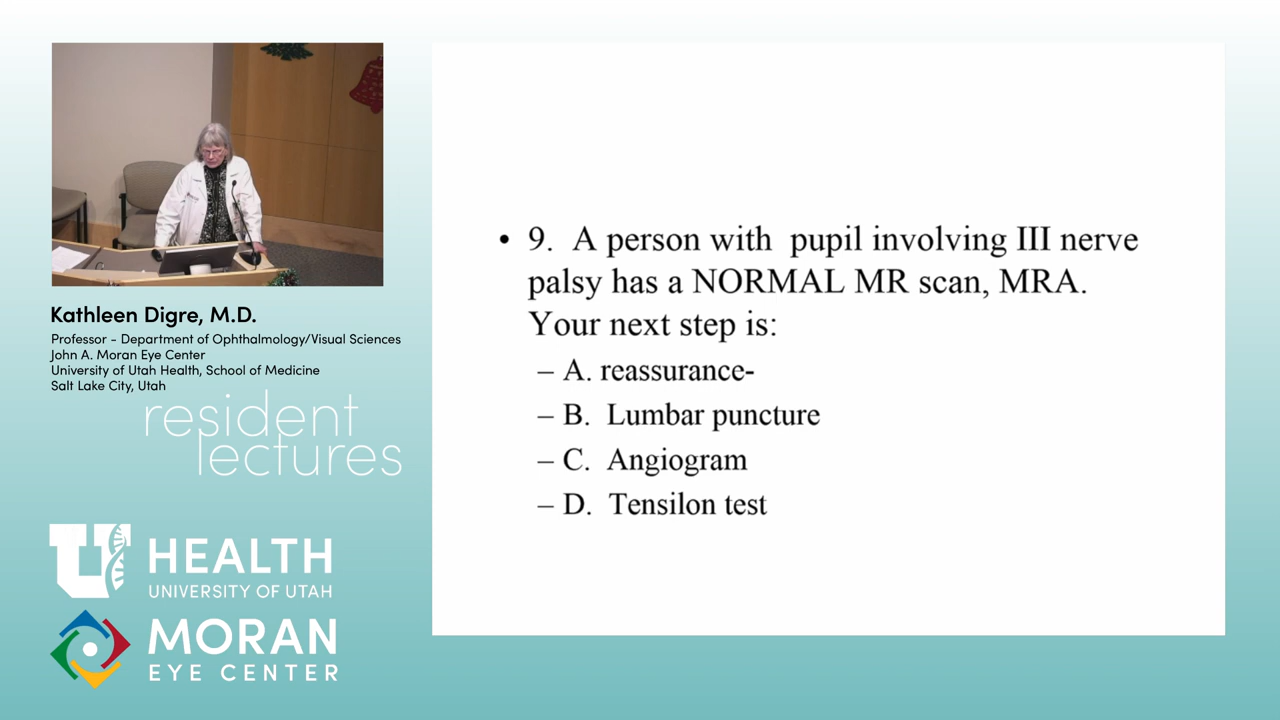 Kathleen Digre, M.D.
Professor - Department of Ophthalmology/Visual Sciences
John A. Moran Eye Center
University of Utah Health, School of Medicine
Salt Lake City, Utah
resident
lectures
U HEALTH
UNIVERSITY OF UTAH
MORAN
EYE CENTER
• 9. A person with pupil involving III nerve
palsy has a NORMAL MR scan, MRA.
Your next step is:
– A. reassurance-
– B. Lumbar puncture
– C. Angiogram
– D. Tensilon test